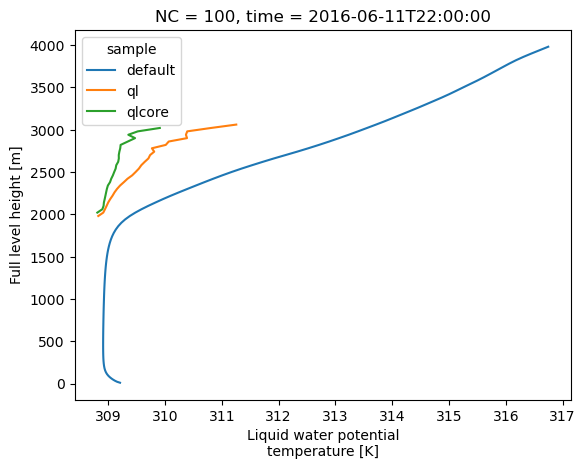 NC = 100, time = 2016-06-11T22:00:00
sample
default
ql
qlcore
Full level height [m]
4000
3500
3000
2500
2000
1500
1000
500
0
309 310 311 312 313 314 315 316 317
Liquid water potential
temperature [K]